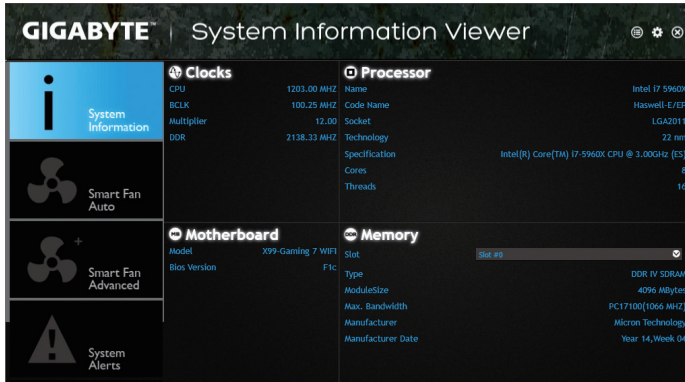 GIGABYTE™ | System Information Viewer
System
Information
Smart Fan
Auto
Smart Fan
Advanced
System
Alerts
Clocks
CPU 1203.00 MHZ
BCLK 100.25 MHZ
Multiplier 12.00
DDR 2138.33 MHZ
Processor
Name Intel i7 5960X
Code Name Haswell-E/EP
Socket LGA2011
Technology 22 nm
Specification Intel(R) Core(TM) i7-5960X CPU @ 3.00GHz (ES)
Cores 8
Threads 16
MB Motherboard
Model X99-Gaming 7 WIFI
Bios Version F1c
DDR Memory
Slot Slot #0
Type DDR IV SDRAM
ModuleSize 4096 MBytes
Max. Bandwidth PC17100(1066 MHZ)
Manufacturer Micron Technology
Manufacturer Date Year 14,Week 04